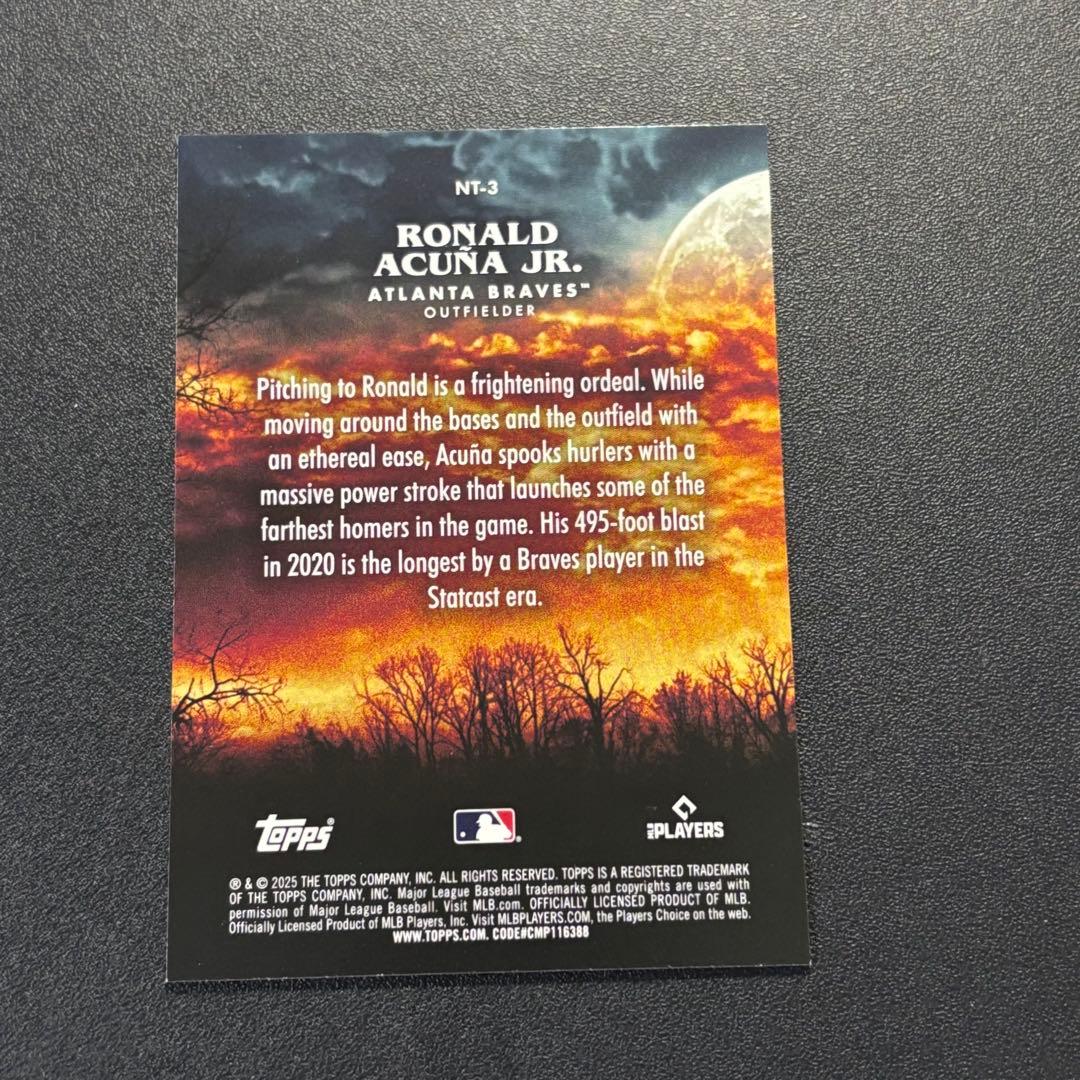 NT-3
RONALD
ACUÑA JR.
ATLANTA BRAVES™
OUTFIELDER
Pitching to Ronald is a frightening ordeal. While
moving around the bases and the outfield with
an ethereal ease, Acuña spooks hurlers with a
massive power stroke that launches some of the
farthest homers in the game. His 495-foot blast
in 2020 is the longest by a Braves player in the
Statcast era.
topps®
MLB PLAYERS
® & © 2025 THE TOPPS COMPANY, INC. ALL RIGHTS RESERVED. TOPPS IS A REGISTERED TRADEMARK
OF THE TOPPS COMPANY, INC. Major League Baseball trademarks and copyrights are used with
permission of Major League Baseball. Visit MLB.com. OFFICIALLY LICENSED PRODUCT OF MLB.
Officially Licensed Product of MLB Players, Inc. Visit MLBPLAYERS.COM, the Players Choice on the web.
WWW.TOPPS.COM. CODE#CMP116388